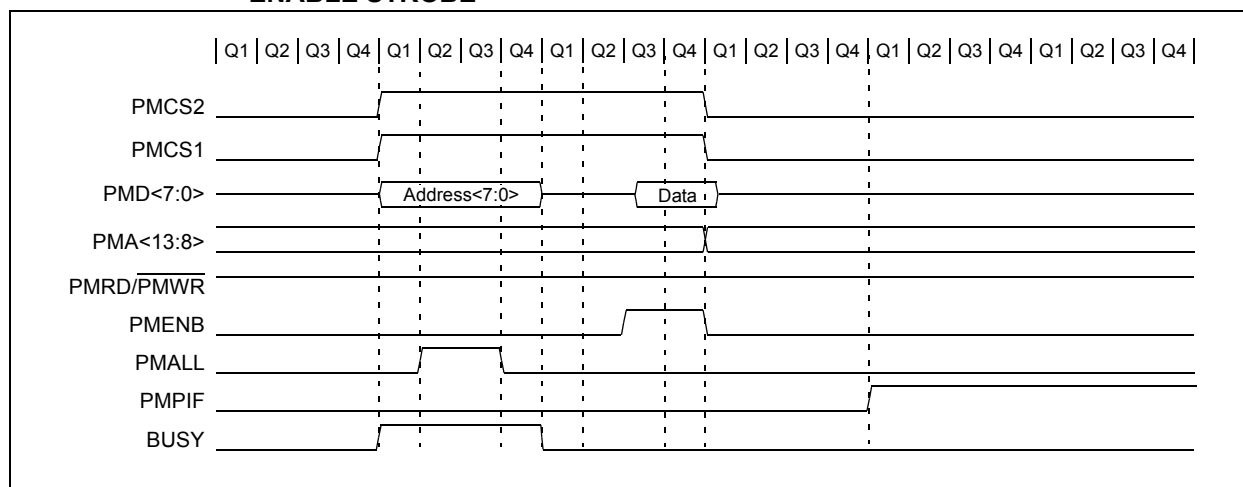 ENABLE STROBE
| Q1 | Q2 | Q3 | Q4 | Q1 | Q2 | Q3 | Q4 | Q1 | Q2 | Q3 | Q4 | Q1 | Q2 | Q3 | Q4 | Q1 | Q2 | Q3 | Q4 | Q1 | Q2 | Q3 | Q4 |
PMCS2
PMCS1
PMD<7:0> Address<7:0> Data
PMA<13:8>
PMRD/PMWR
PMENB
PMALL
PMPIF
BUSY